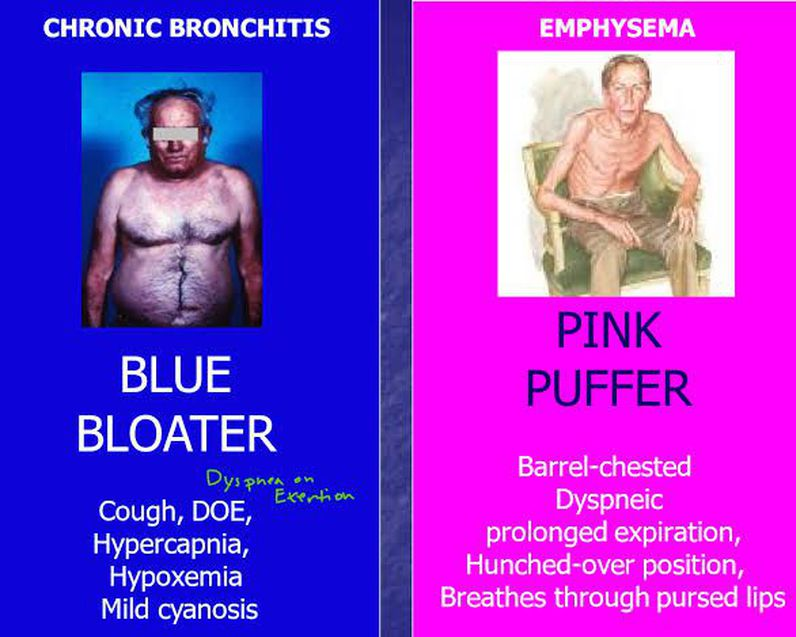 CHRONIC BRONCHITIS
BLUE
BLOATER
Dyspnea on
Exertion
Cough, DOE,
Hypercapnia,
Hypoxemia
Mild cyanosis
EMPHYSEMA
PINK
PUFFER
Barrel-chested
Dyspneic
prolonged expiration,
Hunched-over position,
Breathes through pursed lips